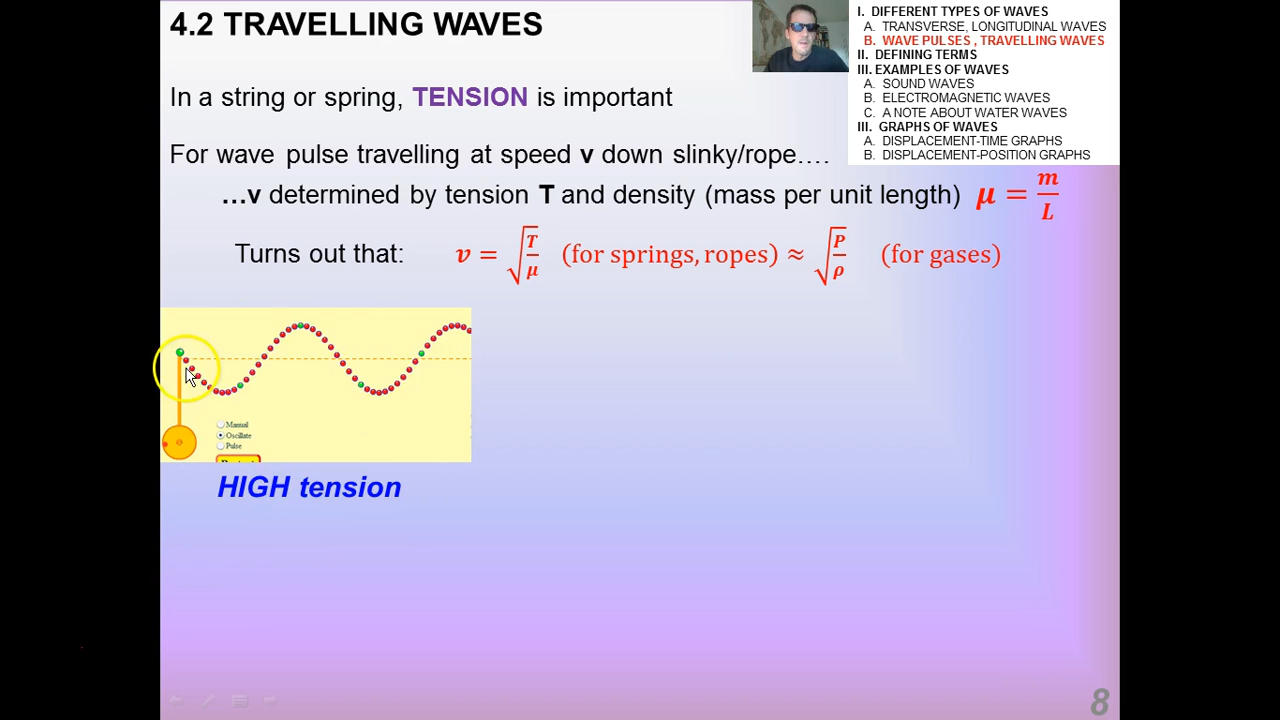 4.2 TRAVELLING WAVES
I. DIFFERENT TYPES OF WAVES
A. TRANSVERSE, LONGITUDINAL WAVES
B. WAVE PULSES , TRAVELLING WAVES
II. DEFINING TERMS
III. EXAMPLES OF WAVES
A. SOUND WAVES
B. ELECTROMAGNETIC WAVES
C. A NOTE ABOUT WATER WAVES
III. GRAPHS OF WAVES
A. DISPLACEMENT-TIME GRAPHS
B. DISPLACEMENT-POSITION GRAPHS
In a string or spring, TENSION is important
For wave pulse travelling at speed v down slinky/rope….
…v determined by tension T and density (mass per unit length) μ = m/L
Turns out that: v = √(T/μ) (for springs, ropes) ≈ √(P/ρ) (for gases)
Manual
Oscillate
Pulse
HIGH tension
8